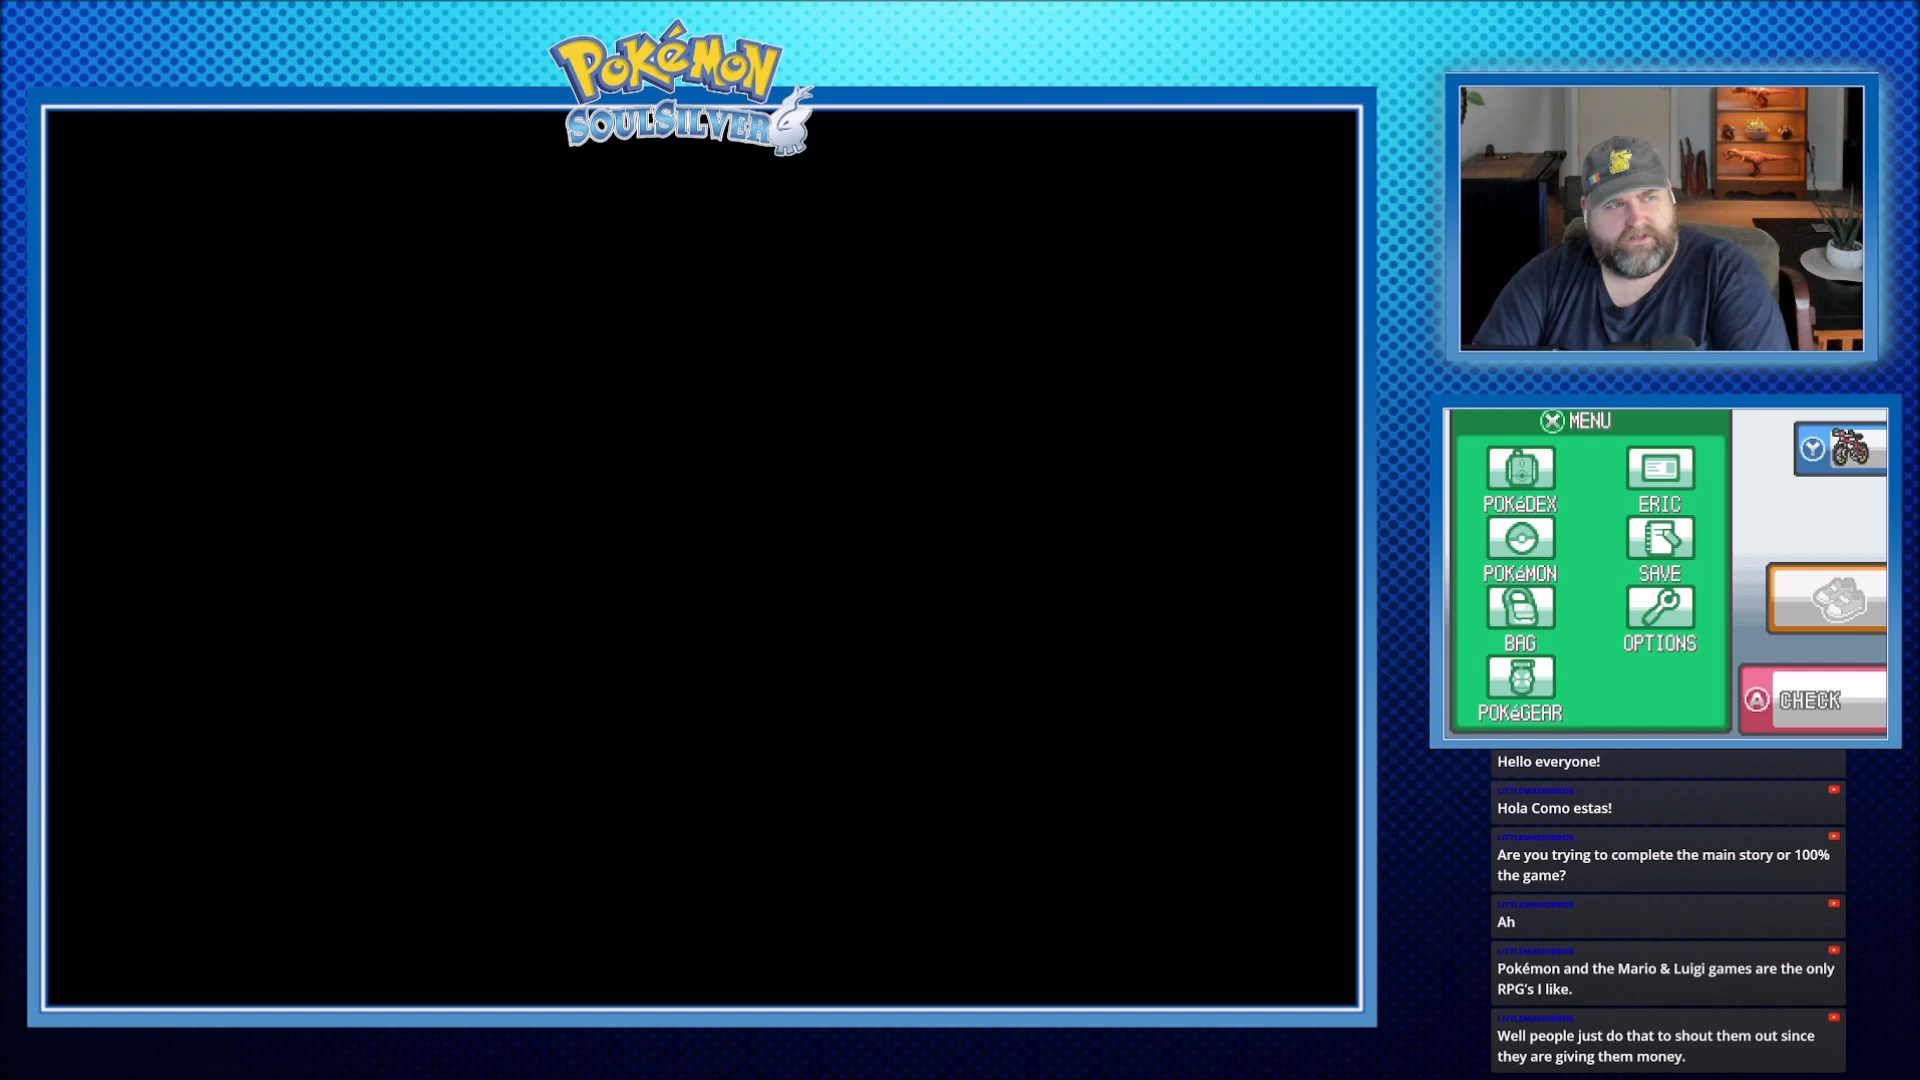 POKéMON
SOULSILVER
MENU
Y
POKéDEX
ERIC
POKéMON
SAVE
BAG
OPTIONS
POKéGEAR
A CHECK
Hello everyone!
Hola Como estas!
Are you trying to complete the main story or 100%
the game?
Ah
Pokémon and the Mario & Luigi games are the only
RPG's I like.
Well people just do that to shout them out since
they are giving them money.